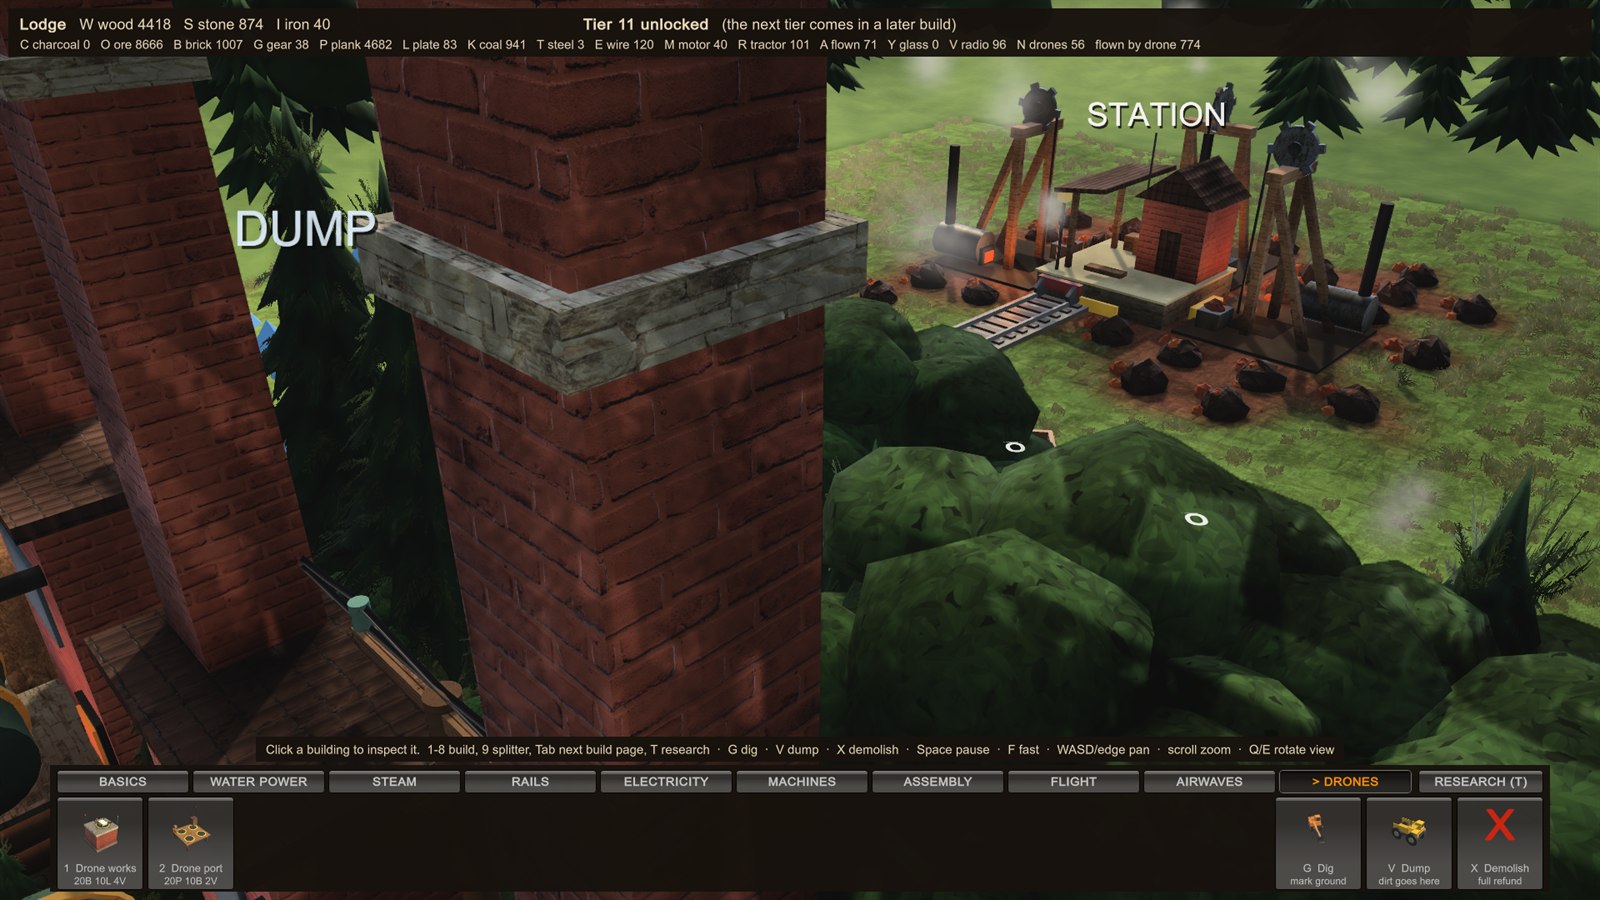 Lodge W wood 4418 S stone 874 I iron 40 Tier 11 unlocked (the next tier comes in a later build)
C charcoal 0 O ore 8666 B brick 1007 G gear 38 P plank 4682 L plate 83 K coal 941 T steel 3 E wire 120 M motor 40 R tractor 101 A flown 71 Y glass 0 V radio 96 N drones 56 flown by drone 774
STATION
DUMP
Click a building to inspect it. 1-8 build, 9 splitter, Tab next build page, T research · G dig · V dump · X demolish · Space pause · F fast · WASD/edge pan · scroll zoom · Q/E rotate view
BASICS WATER POWER STEAM RAILS ELECTRICITY MACHINES ASSEMBLY FLIGHT AIRWAVES > DRONES RESEARCH (T)
1 Drone works 2 Drone port G Dig V Dump X Demolish
20B 10L 4V 20P 10B 2V mark ground dirt goes here full refund